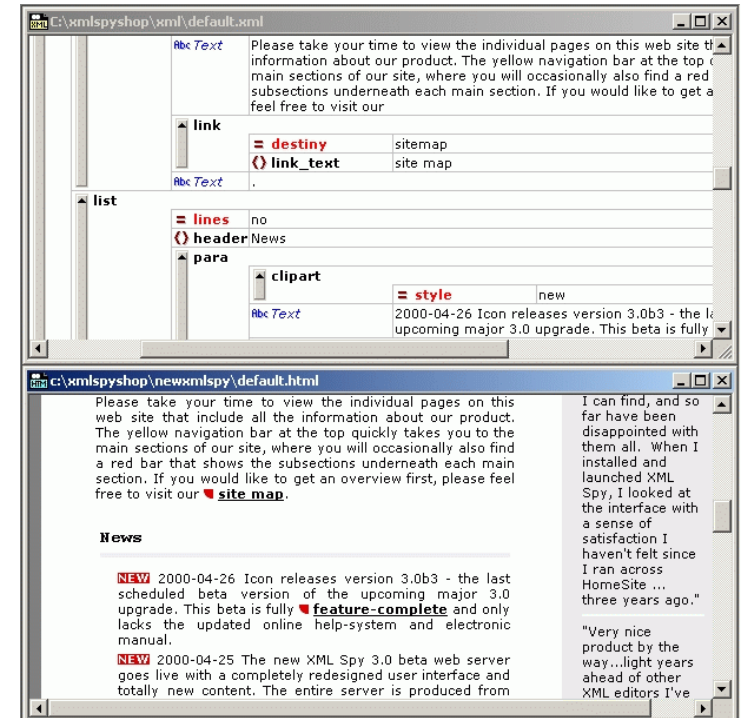 C:\xmlspyshop\xml\default.xml
Abc Text Please take your time to view the individual pages on this web site th
information about our product. The yellow navigation bar at the top
main sections of our site, where you will occasionally also find a red
subsections underneath each main section. If you would like to get a
feel free to visit our
link
= destiny sitemap
() link_text site map
Abc Text .
list
= lines no
() header News
para
clipart
= style new
Abc Text 2000-04-26 Icon releases version 3.0b3 - the la
upcoming major 3.0 upgrade. This beta is fully
c:\xmlspyshop\newxmlspy\default.html
Please take your time to view the individual pages on this
web site that include all the information about our product.
The yellow navigation bar at the top quickly takes you to the
main sections of our site, where you will occasionally also find
a red bar that shows the subsections underneath each main
section. If you would like to get an overview first, please feel
free to visit our site map.
News
NEW 2000-04-26 Icon releases version 3.0b3 - the last
scheduled beta version of the upcoming major 3.0
upgrade. This beta is fully feature-complete and only
lacks the updated online help-system and electronic
manual.
NEW 2000-04-25 The new XML Spy 3.0 beta web server
goes live with a completely redesigned user interface and
totally new content. The entire server is produced from
I can find, and so
far have been
disappointed with
them all. When I
installed and
launched XML
Spy, I looked at
the interface with
a sense of
satisfaction I
haven't felt since
I ran across
HomeSite ...
three years ago."
"Very nice
product by the
way...light years
ahead of other
XML editors I've